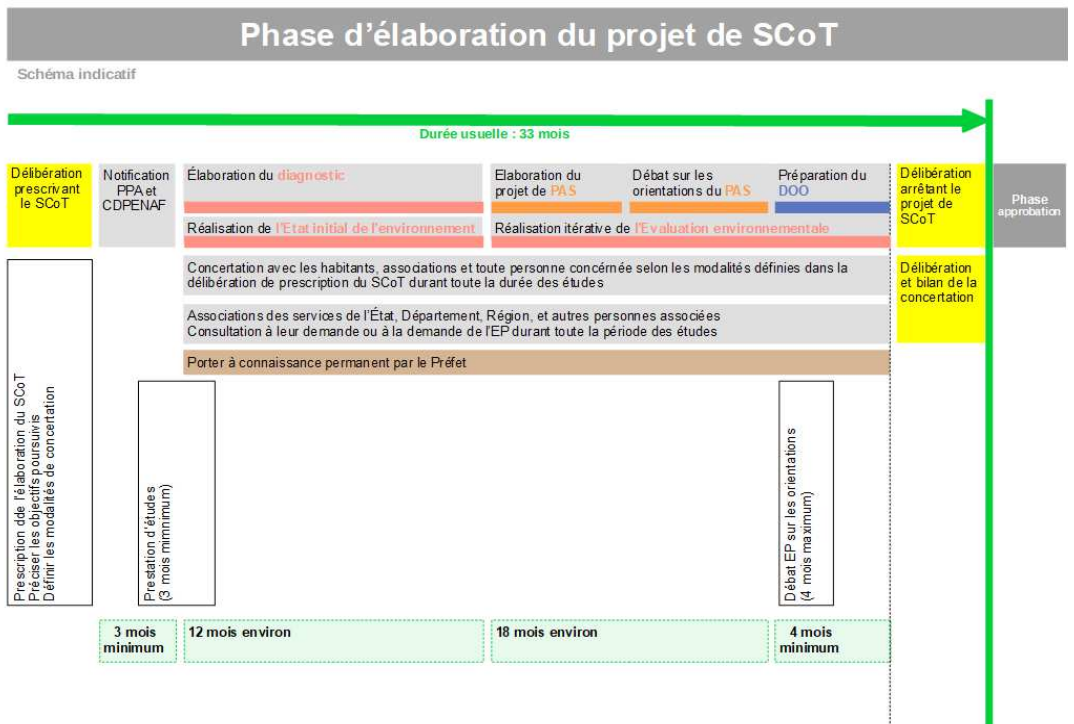 Phase d'élaboration du projet de SCoT
Schéma indicatif
Durée usuelle : 33 mois
Délibération
prescrivant
le SCoT
Notification
PPA et
CDPENAF
Élaboration du diagnostic
Elaboration du
projet de PAS
Débat sur les
orientations du PAS
Préparation du
DOO
Délibération
arrêtant le
projet de
SCoT
Phase
approbation
Réalisation de l'Etat initial de l'environnement
Réalisation itérative de l'Evaluation environnementale
Concertation avec les habitants, associations et toute personne concérnée selon les modalités définies dans la
délibération de prescription du SCoT durant toute la durée des études
Délibération
et bilan de la
concertation
Associations des services de l'État, Département, Région, et autres personnes associées
Consultation à leur demande ou à la demande de l'EP durant toute la période des études
Porter à connaissance permanent par le Préfet
Prescription dde l'élaboration du SCoT
Préciser les objectifs poursuivis
Définir les modalités de concertation
Prestation d'études
(3 mois mimnimum)
Débat EP sur les orientations
(4 mois maximum)
3 mois
minimum
12 mois environ
18 mois environ
4 mois
minimum